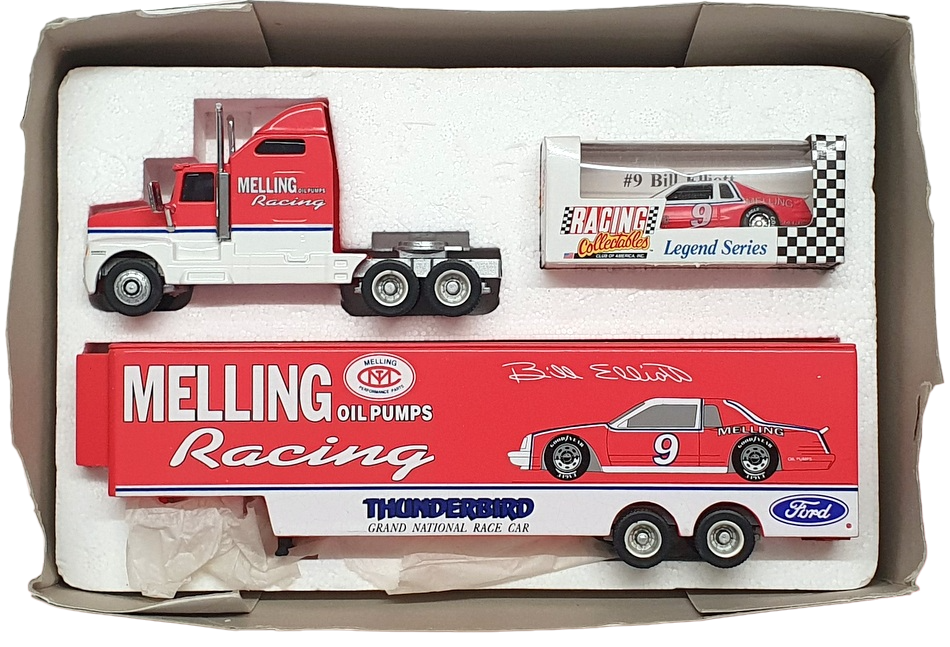 MELLING OIL PUMPS
Racing
#9 Bill Elliott
9
MELLING
RACING
Collectables
CLUB OF AMERICA, INC.
Legend Series
MELLING
OIL PUMPS
Racing
MELLING
PERFORMANCE PARTS
Bill Elliott
GOODYEAR
9
MELLING
GOODYEAR
OIL PUMPS
THUNDERBIRD
GRAND NATIONAL RACE CAR
Ford